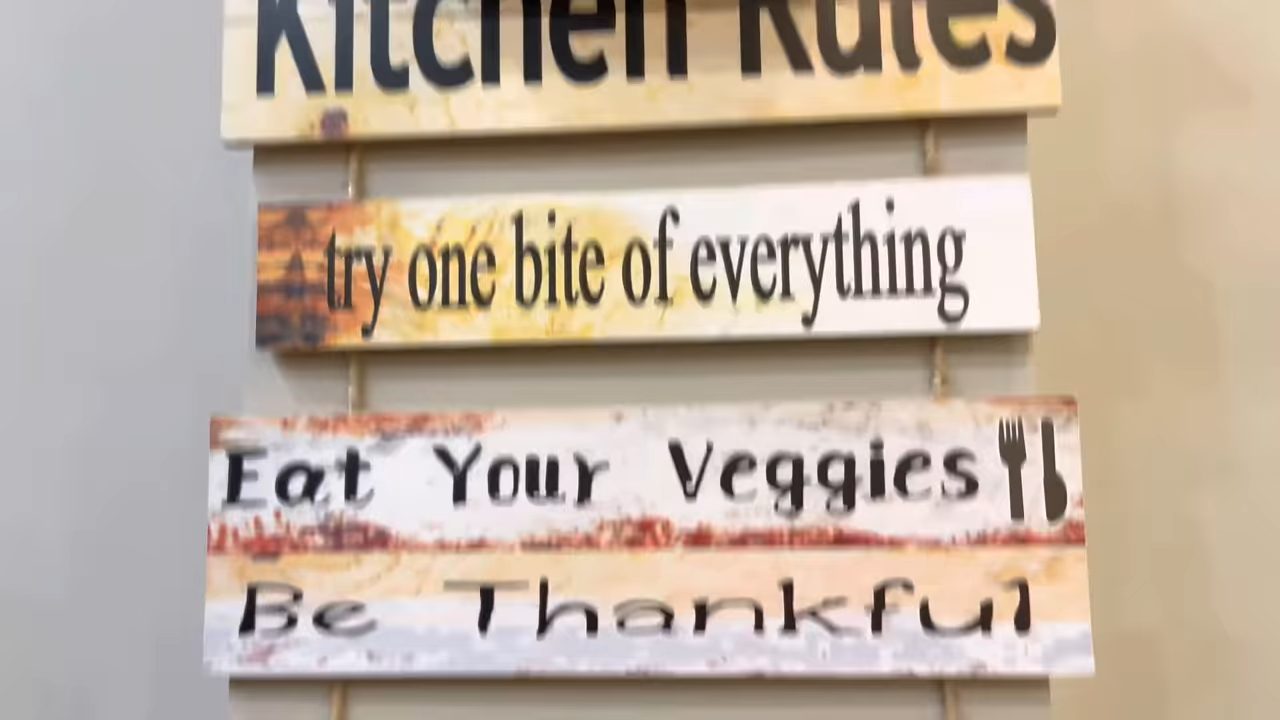 Kitchen Rules
try one bite of everything
Eat Your Veggies
Be Thankful